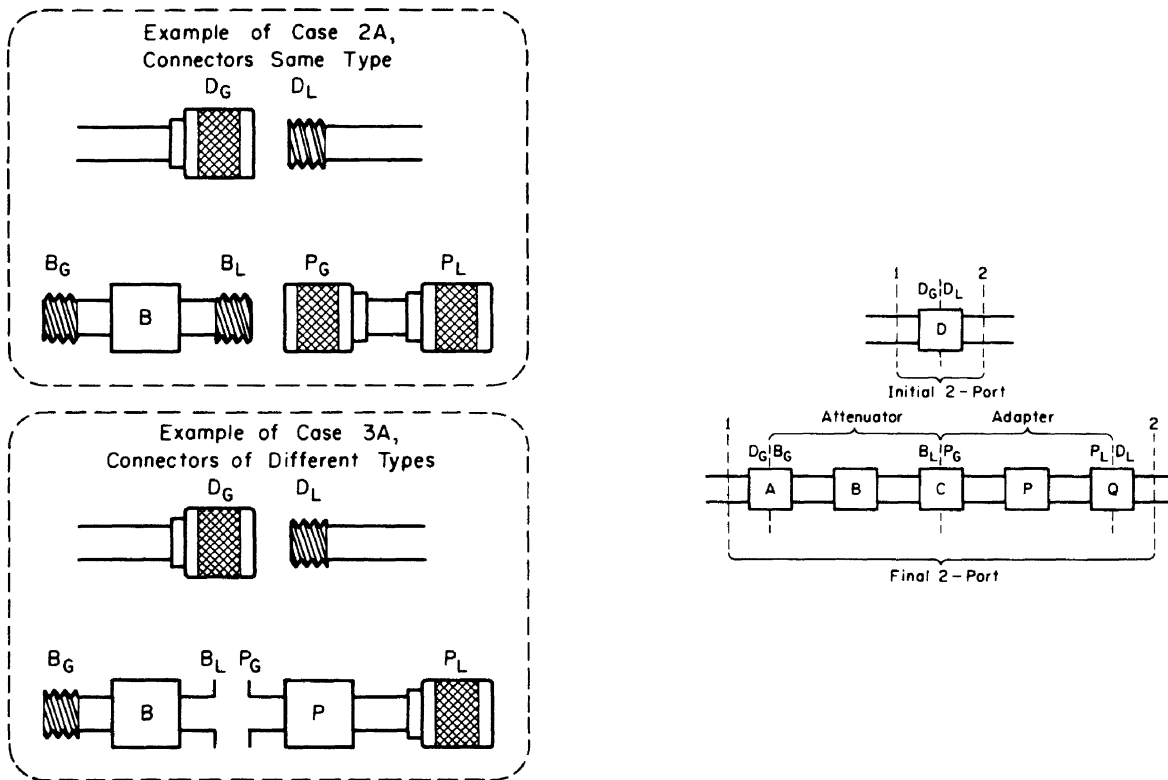 Example of Case 2A,
Connectors Same Type
D_G D_L
B_G B_L P_G P_L
B
Example of Case 3A,
Connectors of Different Types
D_G D_L
B_G B_L P_G P_L
B P
1 2
D_G D_L
D
Initial 2-Port
1 Attenuator Adapter 2
D_G B_G B_L P_G P_L D_L
A B C P Q
Final 2-Port